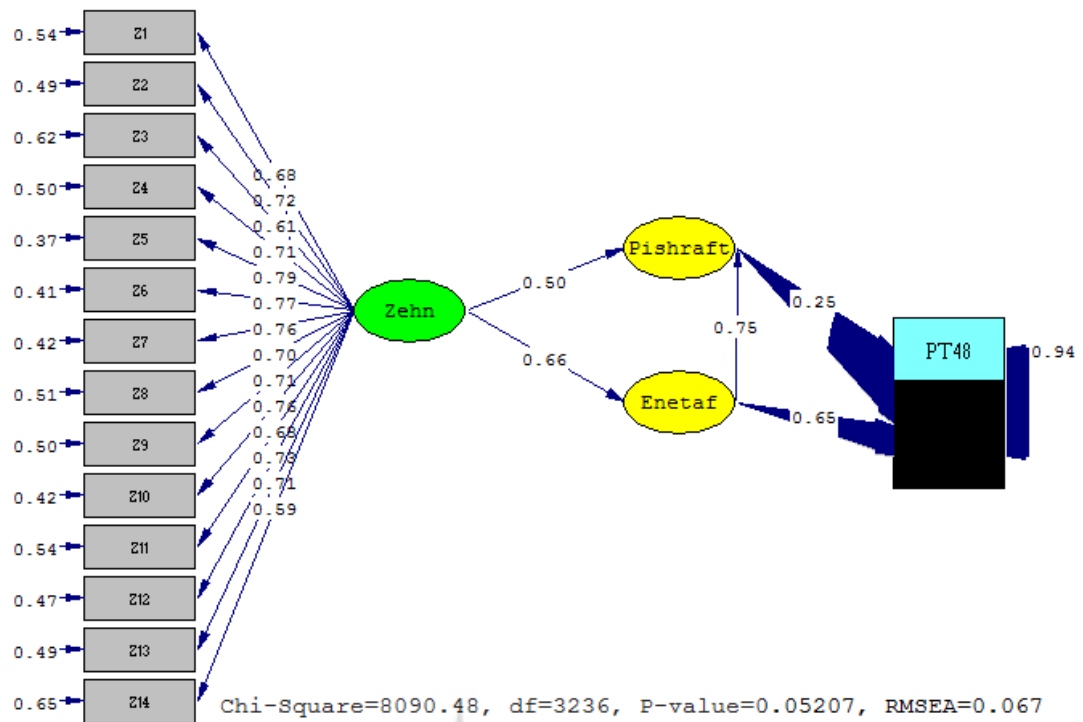 0.54 Z1
0.49 Z2
0.62 Z3
0.50 Z4
0.37 Z5
0.41 Z6
0.42 Z7
0.51 Z8
0.50 Z9
0.42 Z10
0.54 Z11
0.47 Z12
0.49 Z13
0.65 Z14
0.68
0.72
0.61
0.71
0.79
0.77
0.76
0.70
0.71
0.76
0.68
0.73
0.71
0.59
Zehn
0.50
0.66
Pishraft
0.75
Enetaf
0.25
0.65
PT48
0.94
Chi-Square=8090.48, df=3236, P-value=0.05207, RMSEA=0.067